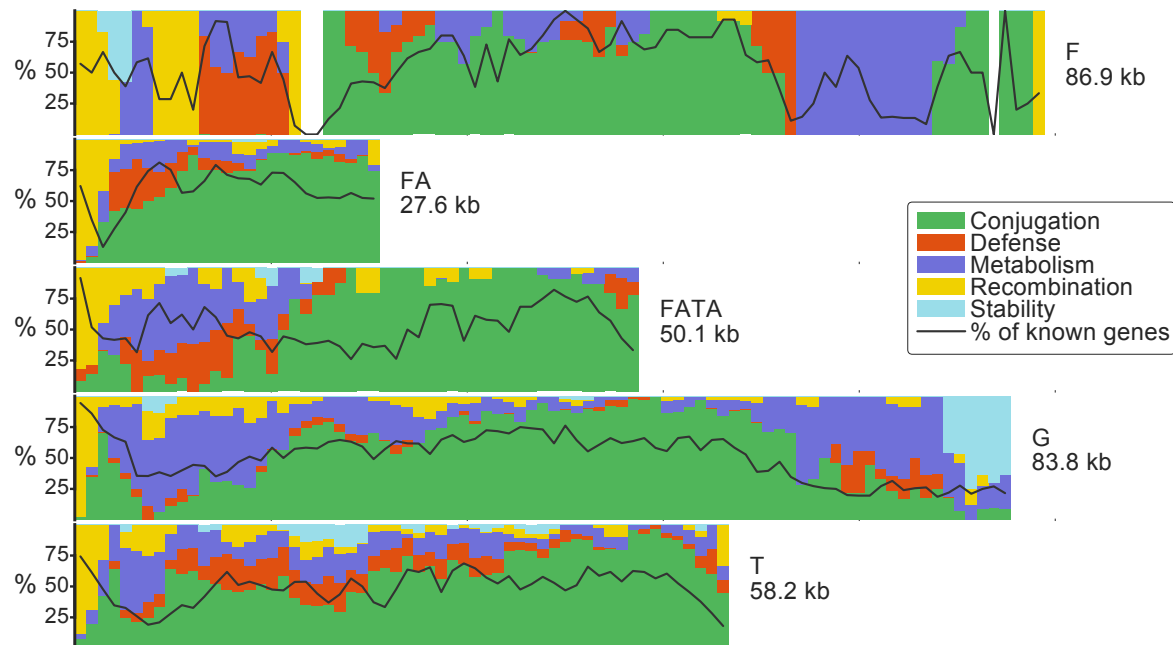 75
% 50
25
F
86.9 kb
75
% 50
25
FA
27.6 kb
Conjugation
Defense
Metabolism
Recombination
Stability
% of known genes
75
% 50
25
FATA
50.1 kb
75
% 50
25
G
83.8 kb
75
% 50
25
T
58.2 kb